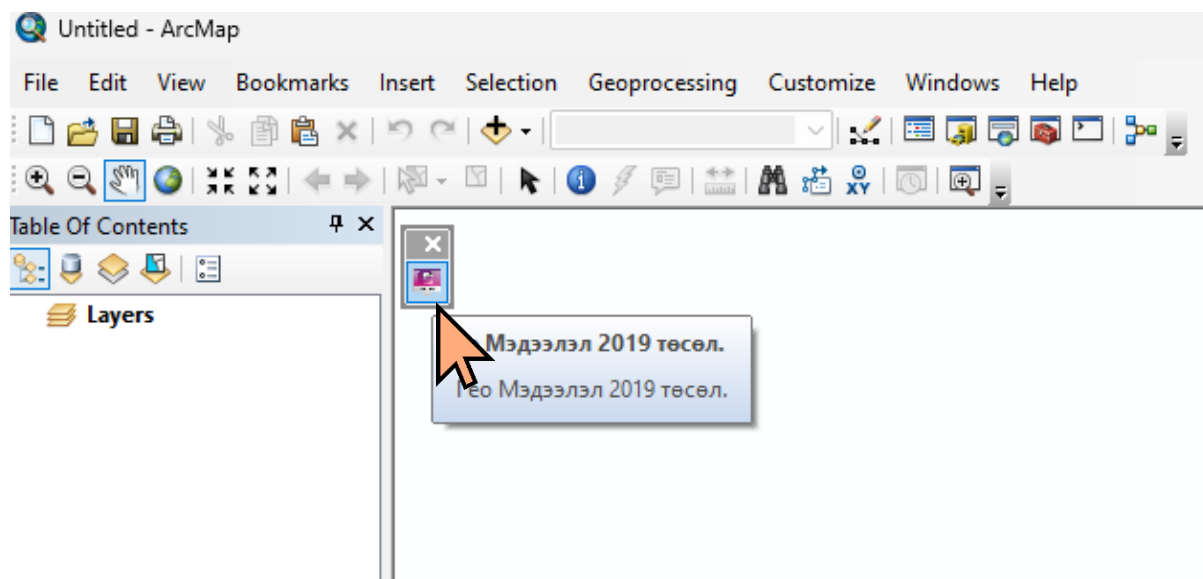 Untitled - ArcMap
File Edit View Bookmarks Insert Selection Geoprocessing Customize Windows Help
XY
Table Of Contents
Layers
Мэдээлэл 2019 төсөл.
Гео Мэдээлэл 2019 төсөл.